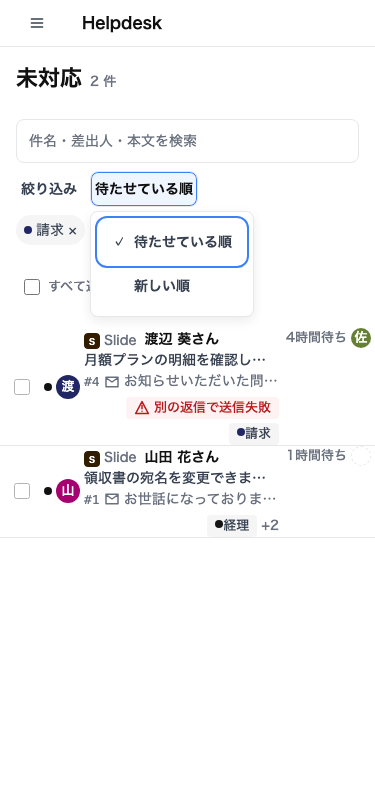 Helpdesk
未対応 2 件
件名・差出人・本文を検索
絞り込み 待たせている順
請求 ×
✓ 待たせている順
新しい順
すべて
S Slide 渡辺 葵さん 4時間待ち 佐
月額プランの明細を確認し…
渡 #4 お知らせいただいた問…
別の返信で送信失敗
請求
S Slide 山田 花さん 1時間待ち
領収書の宛名を変更できま…
山 #1 お世話になっておりま…
経理 +2